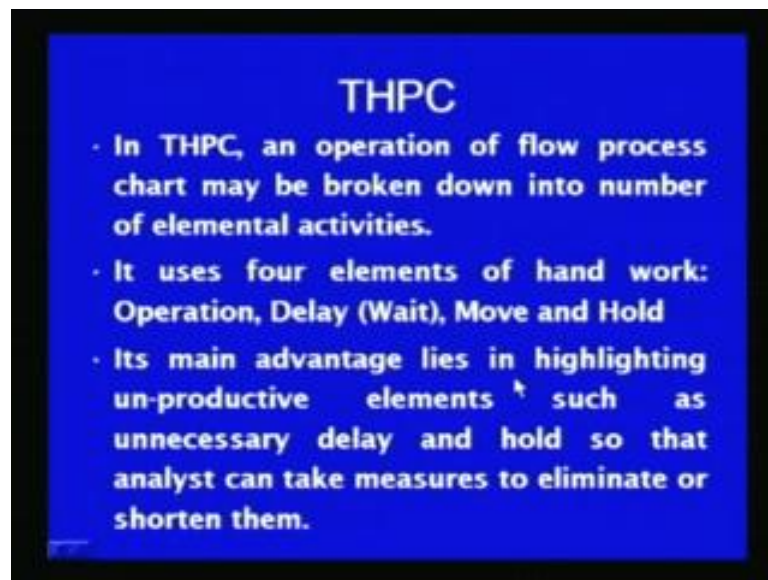 THPC
· In THPC, an operation of flow process
chart may be broken down into number
of elemental activities.
· It uses four elements of hand work:
Operation, Delay (Wait), Move and Hold
· Its main advantage lies in highlighting
un-productive elements such as
unnecessary delay and hold so that
analyst can take measures to eliminate or
shorten them.